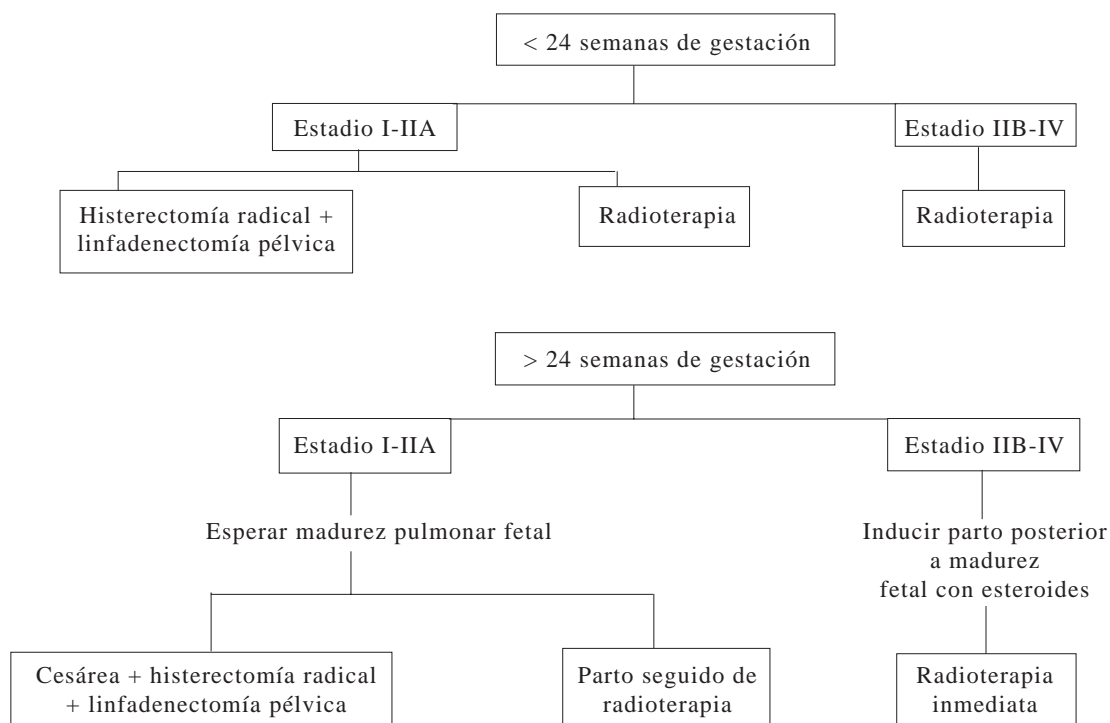 < 24 semanas de gestación
Estadio I-IIA
Estadio IIB-IV
Histerectomía radical +
linfadenectomía pélvica
Radioterapia
Radioterapia
> 24 semanas de gestación
Estadio I-IIA
Estadio IIB-IV
Esperar madurez pulmonar fetal
Inducir parto posterior
a madurez
fetal con esteroides
Cesárea + histerectomía radical
+ linfadenectomía pélvica
Parto seguido de
radioterapia
Radioterapia
inmediata